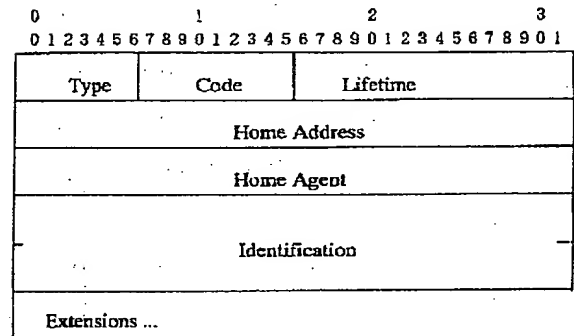 0 1 2 3
0 1 2 3 4 5 6 7 8 9 0 1 2 3 4 5 6 7 8 9 0 1 2 3 4 5 6 7 8 9 0 1
Type Code Lifetime
Home Address
Home Agent
Identification
Extensions ...